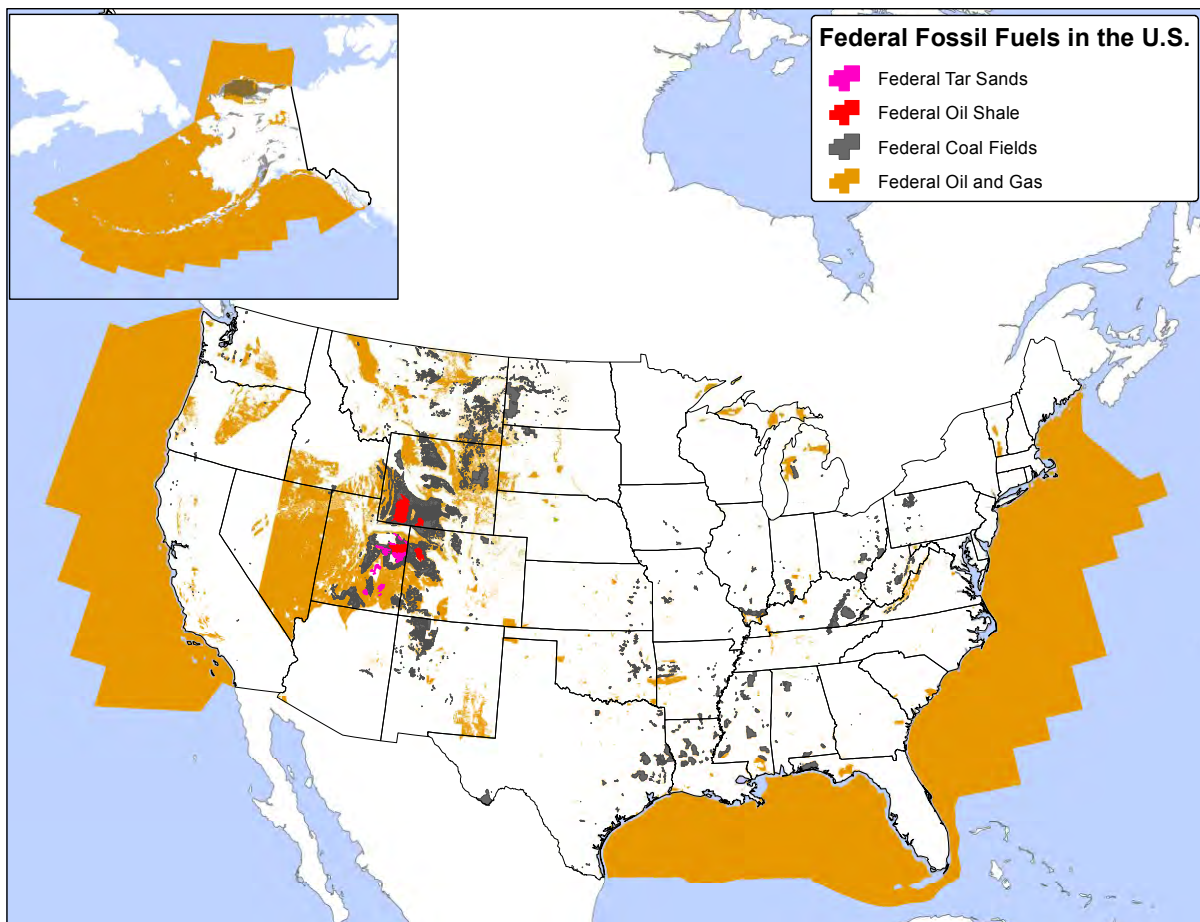 Federal Fossil Fuels in the U.S.
Federal Tar Sands
Federal Oil Shale
Federal Coal Fields
Federal Oil and Gas